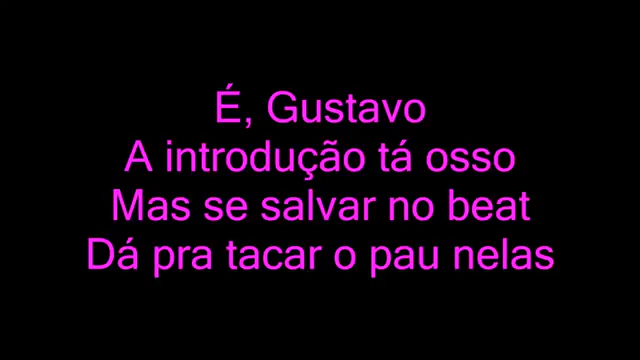 É, Gustavo
A introdução tá osso
Mas se salvar no beat
Dá pra tacar o pau nelas